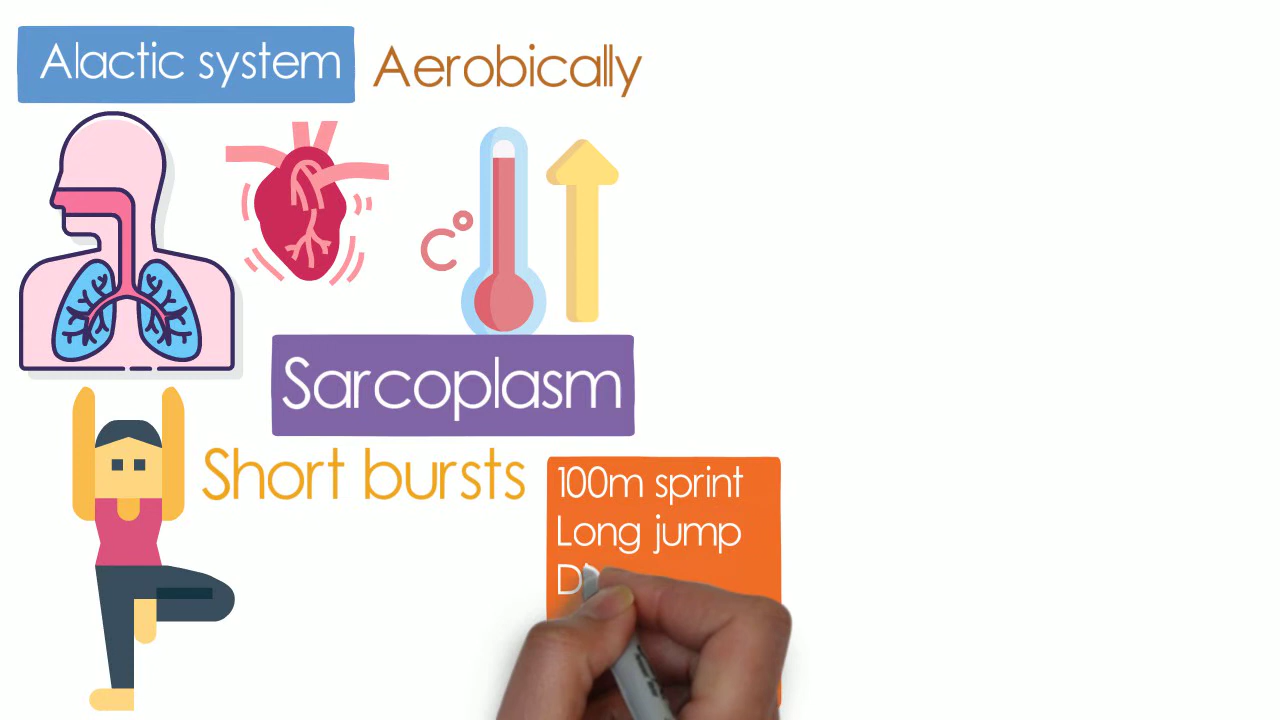 Alactic system
Aerobically
C°
Sarcoplasm
Short bursts
100m sprint
Long jump
D